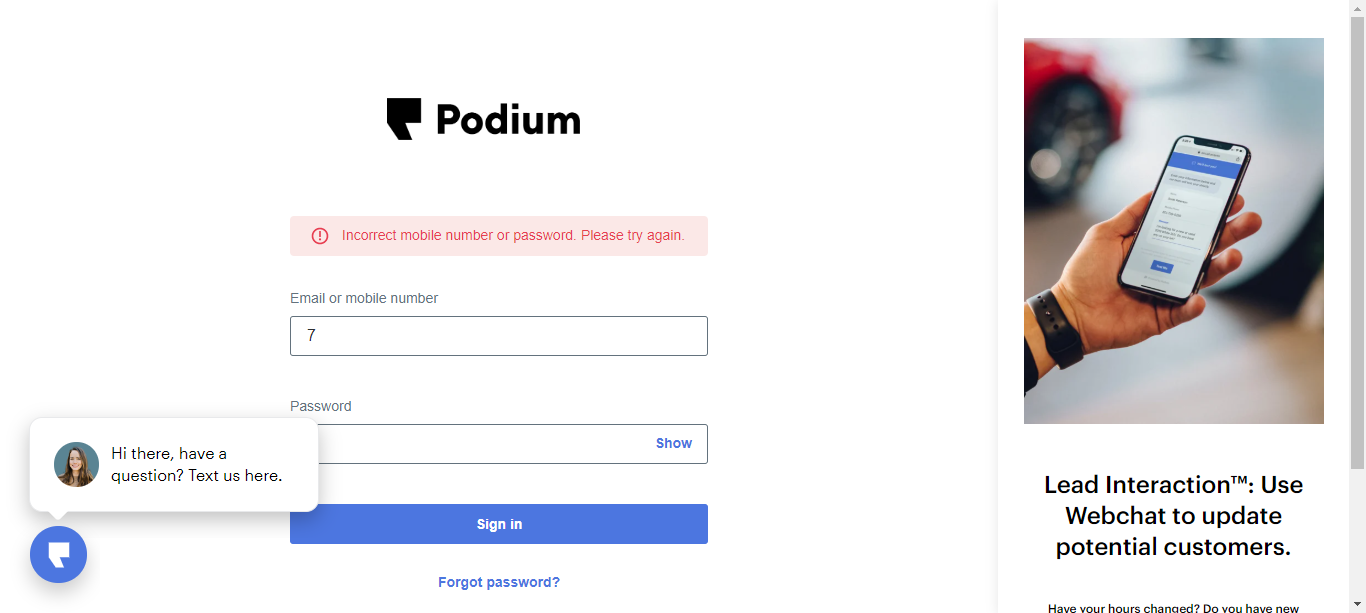 Podium
Incorrect mobile number or password. Please try again.
Email or mobile number
7
Password
Show
Hi there, have a
question? Text us here.
Sign in
Forgot password?
Lead Interaction™: Use
Webchat to update
potential customers.
Have your hours changed? Do you have new